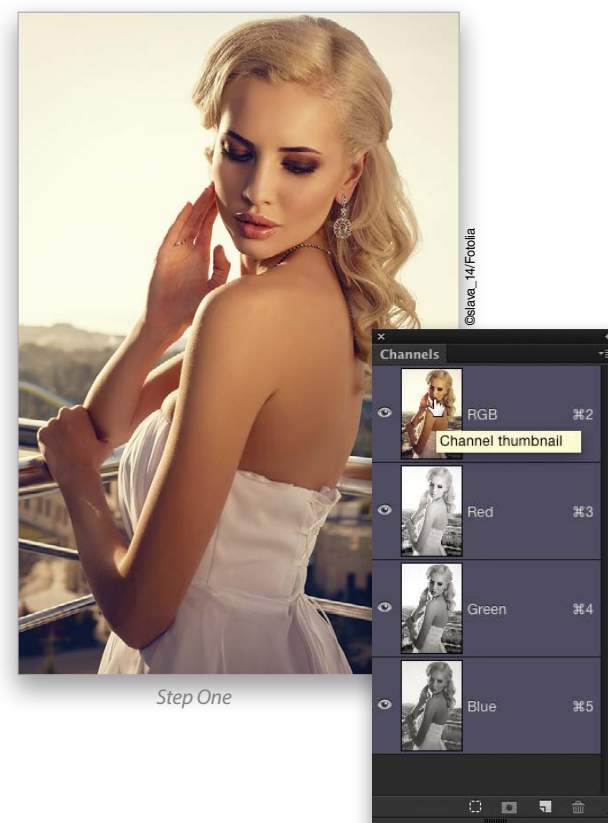 ©slava_14/Fotolia
Channels
RGB ⌘2
Channel thumbnail
Red ⌘3
Green ⌘4
Blue ⌘5
Step One